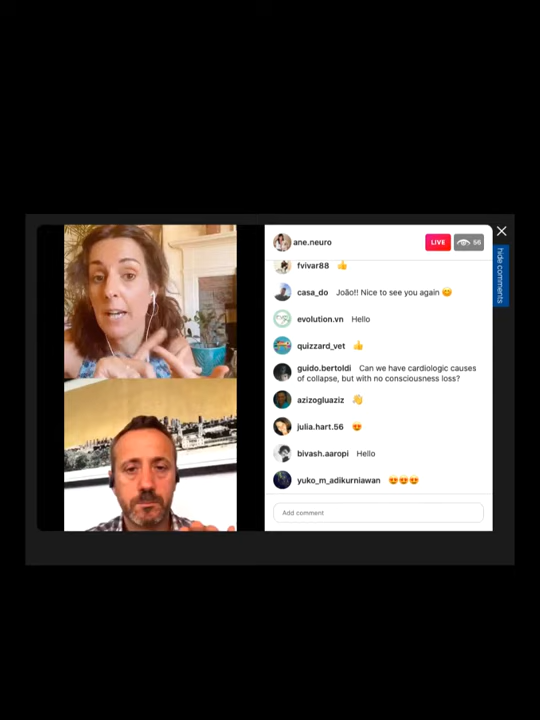 ane.neuro
LIVE
56
hide comments
fvivar88 👍
casa_do João!! Nice to see you again 😊
evolution.vn Hello
quizzard_vet 👍
guido.bertoldi Can we have cardiologic causes
of collapse, but with no consciousness loss?
azizogluaziz 👋
julia.hart.56 😍
bivash.aaropi Hello
yuko_m_adikurniawan 😍😍😍
Add comment